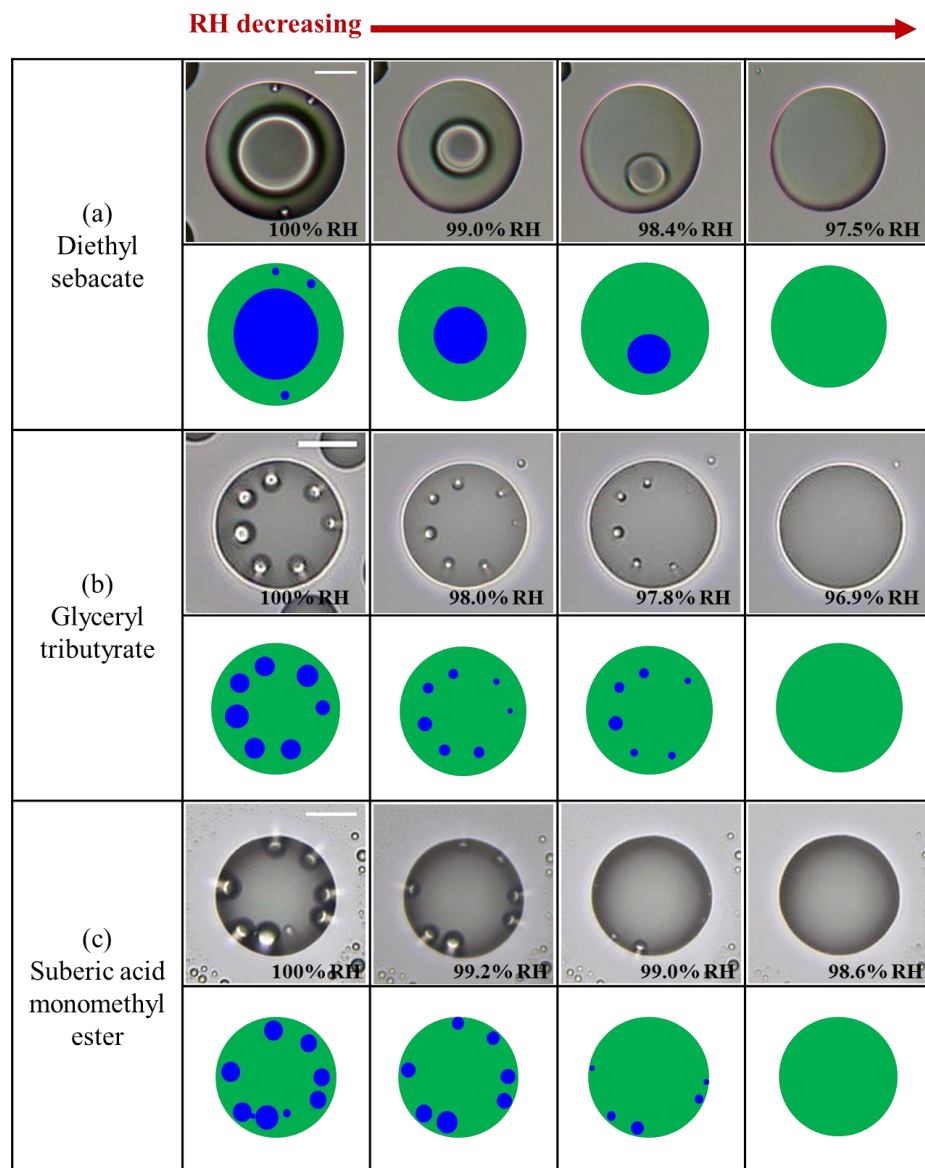 RH decreasing
(a)
Diethyl
sebacate
100% RH
99.0% RH
98.4% RH
97.5% RH
(b)
Glyceryl
tributyrate
100% RH
98.0% RH
97.8% RH
96.9% RH
(c)
Suberic acid
monomethyl
ester
100% RH
99.2% RH
99.0% RH
98.6% RH